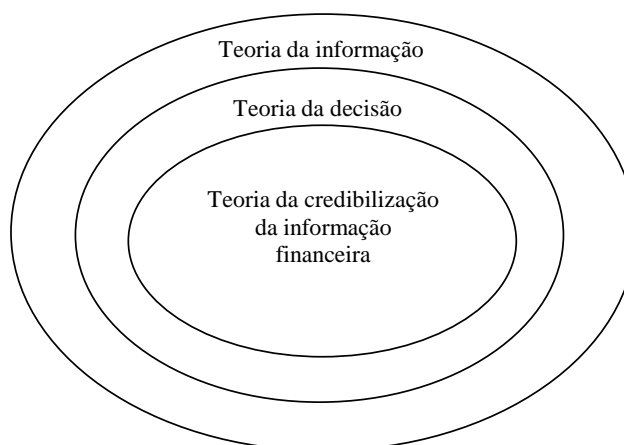 Teoria da informação
Teoria da decisão
Teoria da credibilização
da informação
financeira